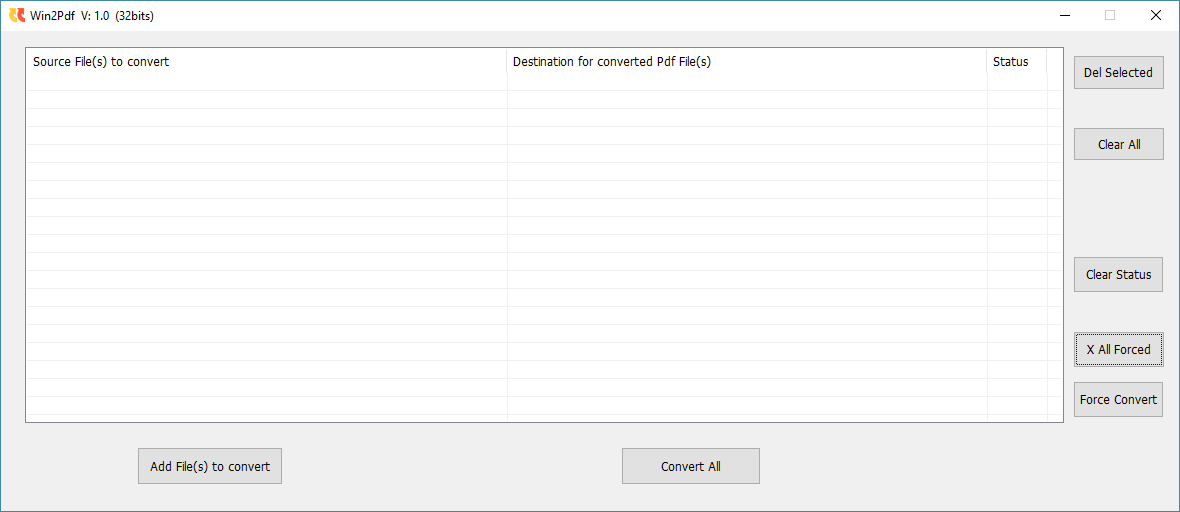 Win2Pdf V: 1.0 (32bits)
Source File(s) to convert
Destination for converted Pdf File(s)
Status
Del Selected
Clear All
Clear Status
X All Forced
Force Convert
Add File(s) to convert
Convert All